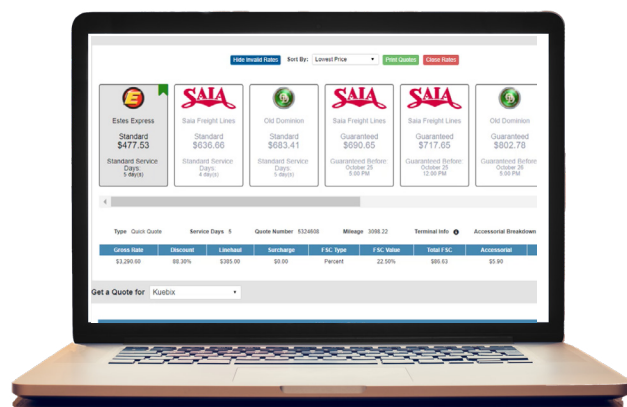 Hide Invalid Rates Sort By: Lowest Price Print Quotes Close Rates
SAIA SAIA SAIA
Estes Express Saia Freight Lines Old Dominion Saia Freight Lines Saia Freight Lines Old Dominion
Standard Standard Standard Guaranteed Guaranteed Guaranteed
$477.53 $636.66 $683.41 $690.65 $717.65 $802.78
Standard Service Standard Service Standard Service Guaranteed Before: Guaranteed Before: Guaranteed Before:
Days: Days: Days: October 25 October 25 October 26
5 day(s) 4 day(s) 5 day(s) 5:00 PM 12:00 PM 5:00 PM
Type Quick Quote Service Days 5 Quote Number 6324608 Mileage 3098.22 Terminal Info Accessorial Breakdown
Gross Rate Discount Linehaul Surcharge FSC Type FSC Value Total FSC Accessorial
$3,290.60 88.30% $385.00 $0.00 Percent 22.50% $86.63 $5.90
Get a Quote for Kuebix